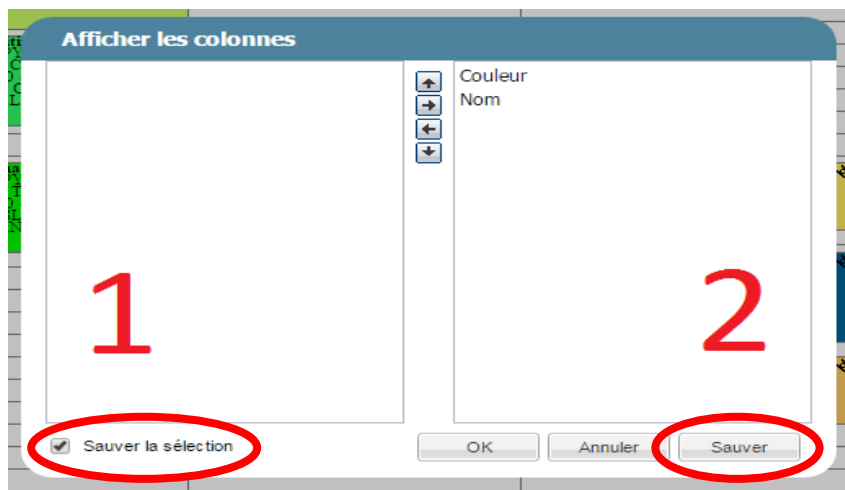 Afficher les colonnes
Couleur
Nom
1
2
Sauver la sélection
OK Annuler Sauver